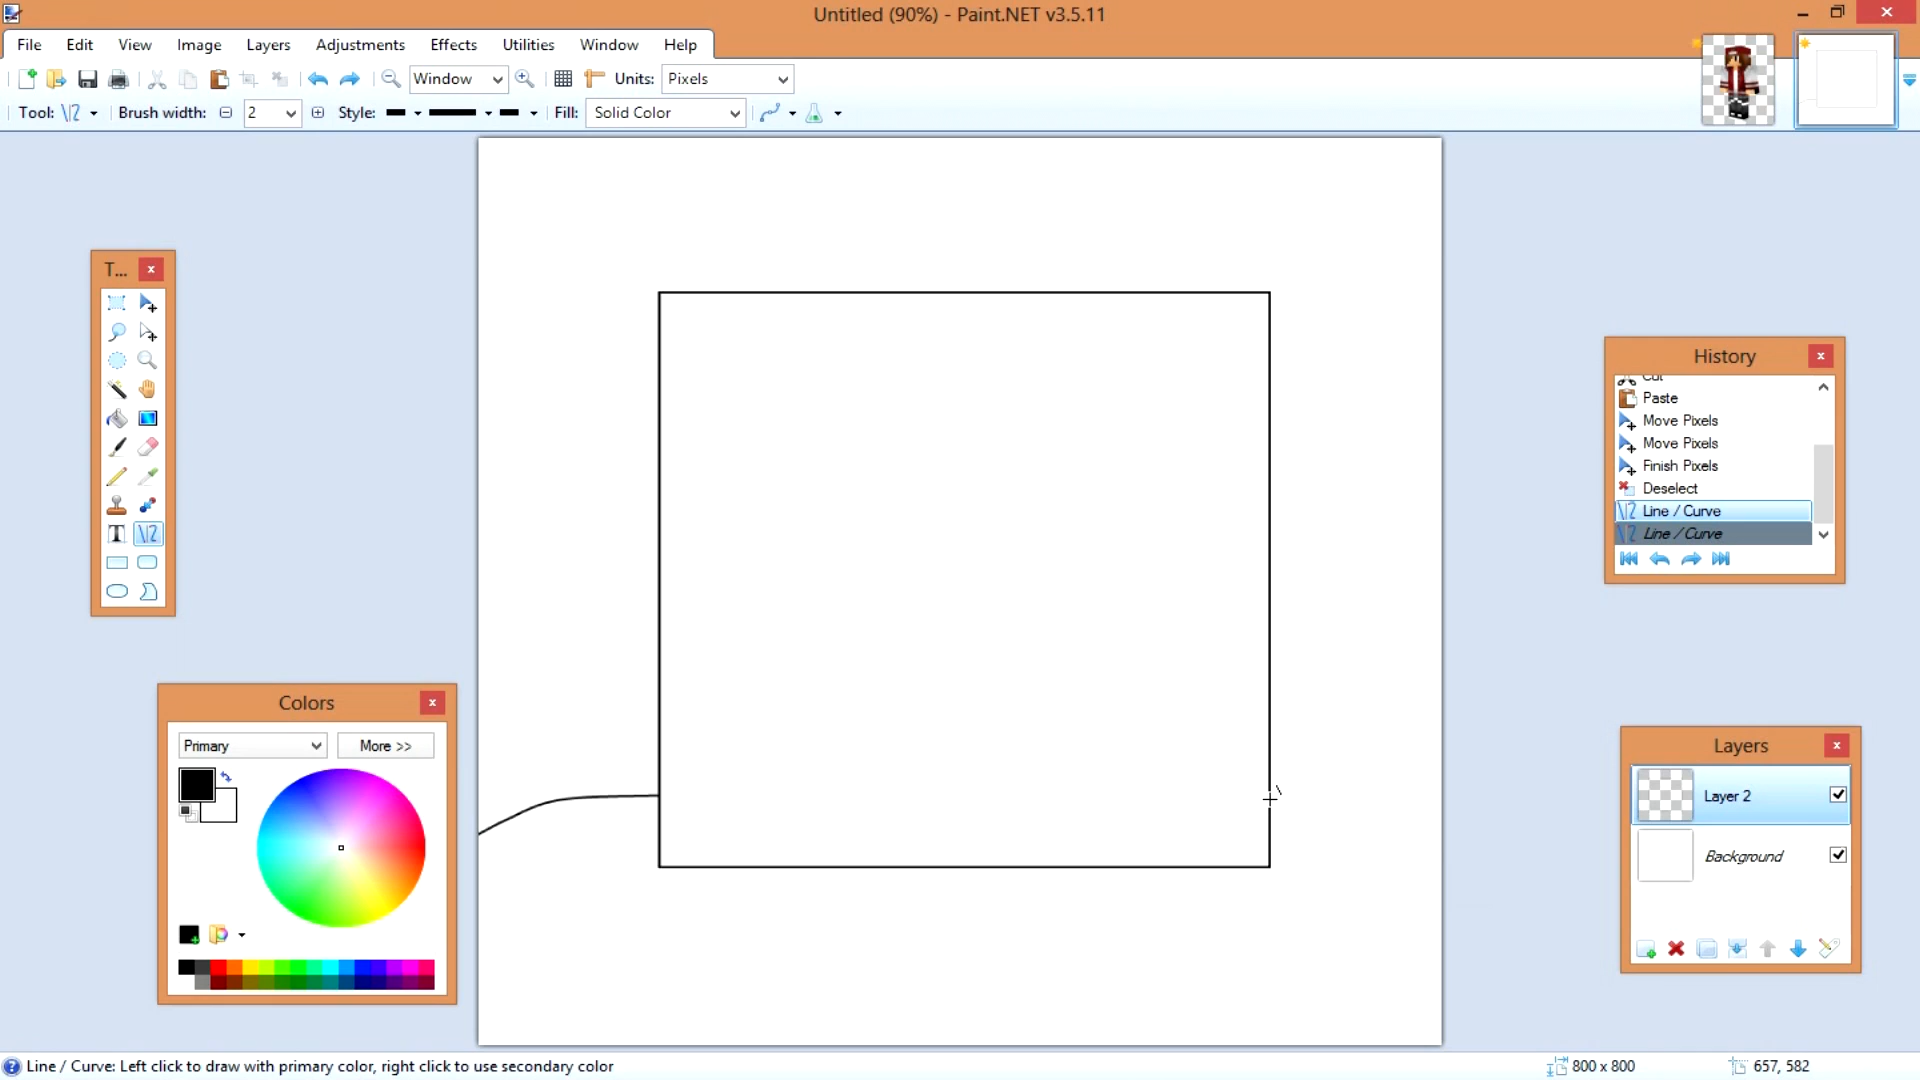 Untitled (90%) - Paint.NET v3.5.11
File Edit View Image Layers Adjustments Effects Utilities Window Help
Window Units: Pixels
Tool: Brush width: 2 Style: Fill: Solid Color
T...
History
Cut
Paste
Move Pixels
Move Pixels
Finish Pixels
Deselect
Line / Curve
Line / Curve
Colors
Primary More >>
Layers
Layer 2
Background
Line / Curve: Left click to draw with primary color, right click to use secondary color
800 x 800
657, 582